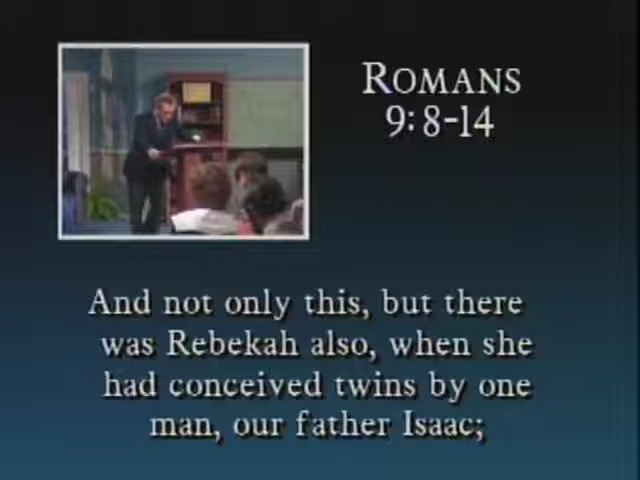 ROMANS
9:8-14
And not only this, but there
was Rebekah also, when she
had conceived twins by one
man, our father Isaac;